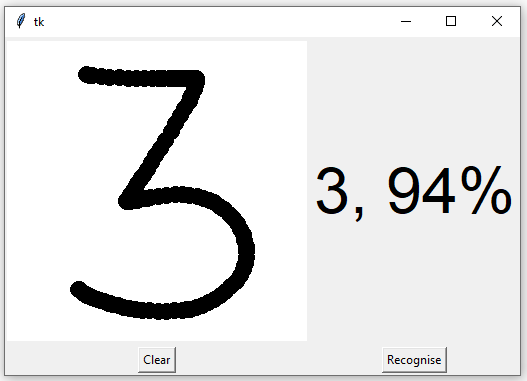 tk
3
3, 94%
Clear
Recognise